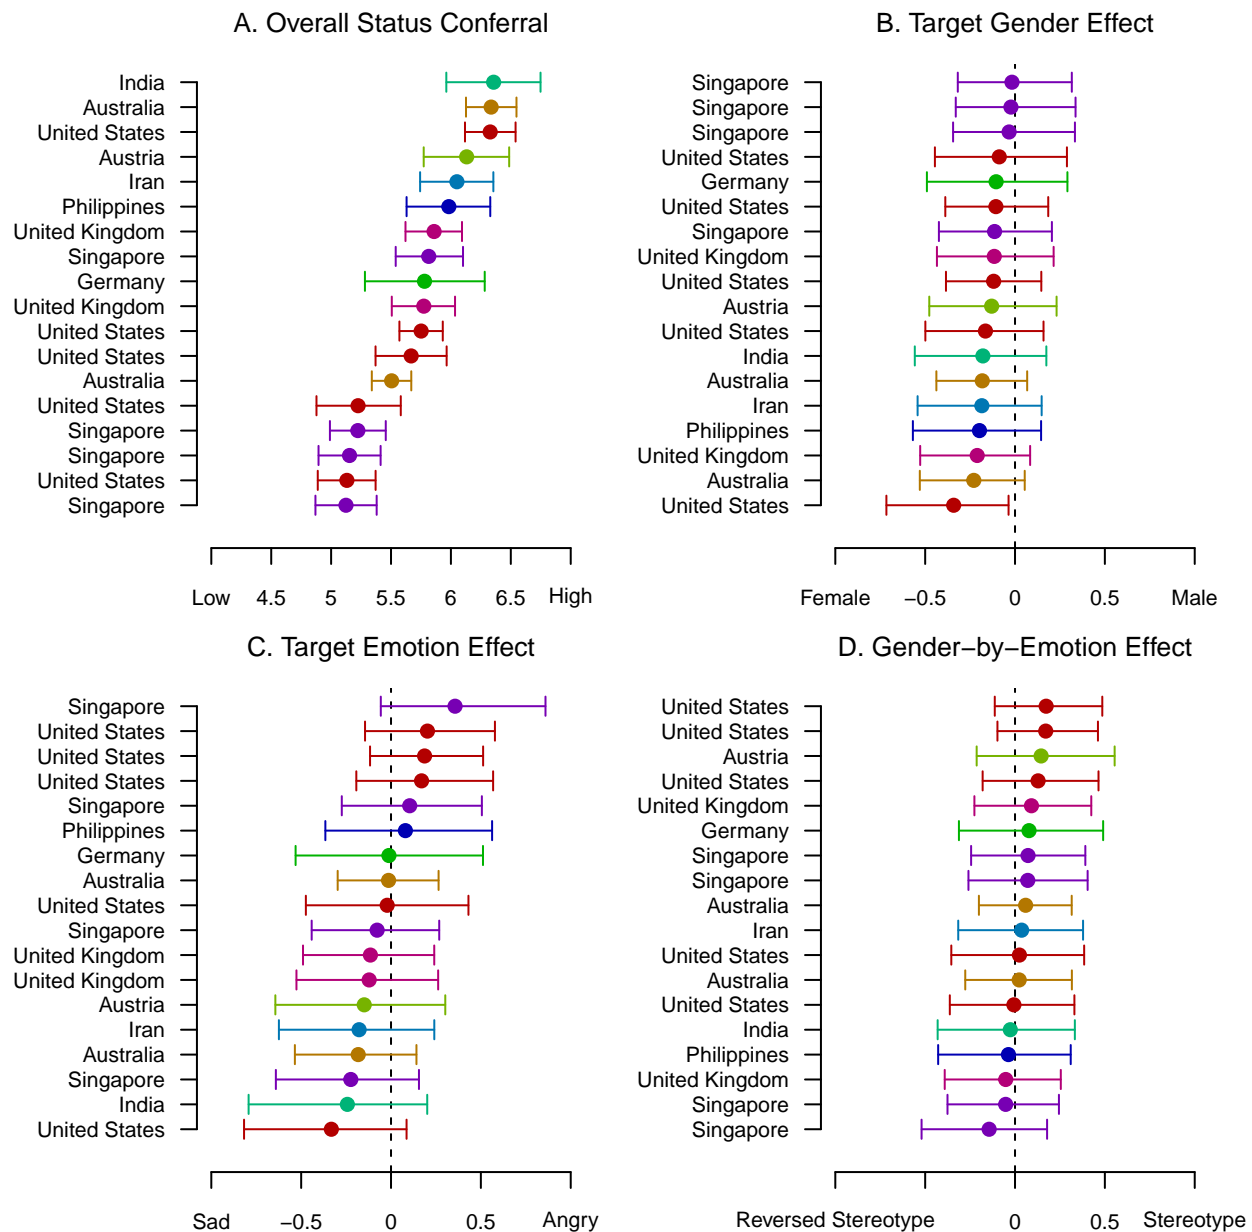 A. Overall Status Conferral
India
Australia
United States
Austria
Iran
Philippines
United Kingdom
Singapore
Germany
United Kingdom
United States
United States
Australia
United States
Singapore
Singapore
United States
Singapore
Low 4.5 5 5.5 6 6.5 High
B. Target Gender Effect
Singapore
Singapore
Singapore
United States
Germany
United States
Singapore
United Kingdom
United States
Austria
United States
India
Australia
Iran
Philippines
United Kingdom
Australia
United States
Female −0.5 0 0.5 Male
C. Target Emotion Effect
Singapore
United States
United States
United States
Singapore
Philippines
Germany
Australia
United States
Singapore
United Kingdom
United Kingdom
Austria
Iran
Australia
Singapore
India
United States
Sad −0.5 0 0.5 Angry
D. Gender−by−Emotion Effect
United States
United States
Austria
United States
United Kingdom
Germany
Singapore
Singapore
Australia
Iran
United States
Australia
United States
India
Philippines
United Kingdom
Singapore
Singapore
Reversed Stereotype 0 0.5 Stereotype